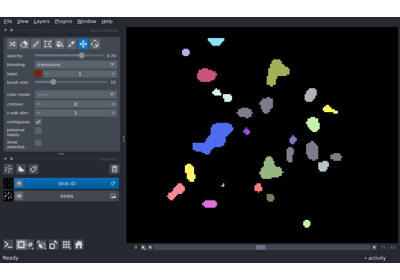 File View Layers Plugins Window Help
opacity: 0.70
blending: translucent
label: 1
brush size: 10
color mode:
contour: 0
n edit dim: 2
contiguous:
preserve labels:
show selected:
blob ID
blobs
Ready
activity